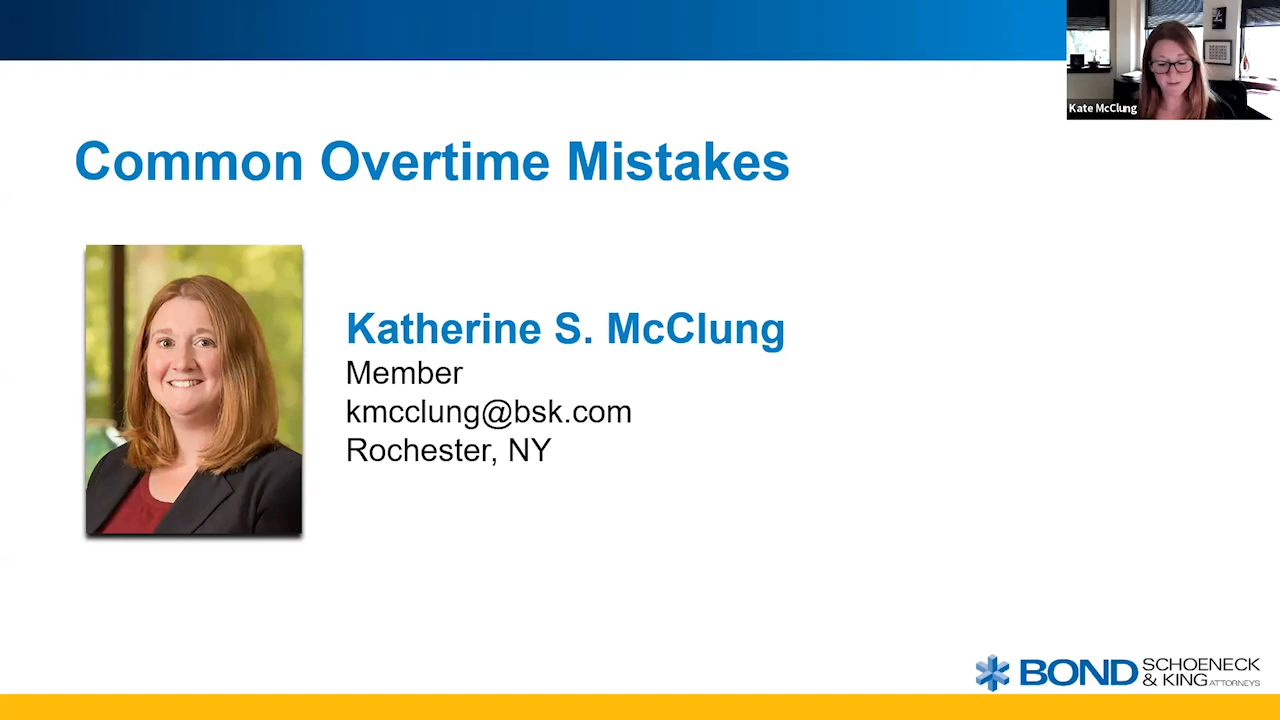 Kate McClung
Common Overtime Mistakes
Katherine S. McClung
Member
kmcclung@bsk.com
Rochester, NY
BOND SCHOENECK
& KING ATTORNEYS